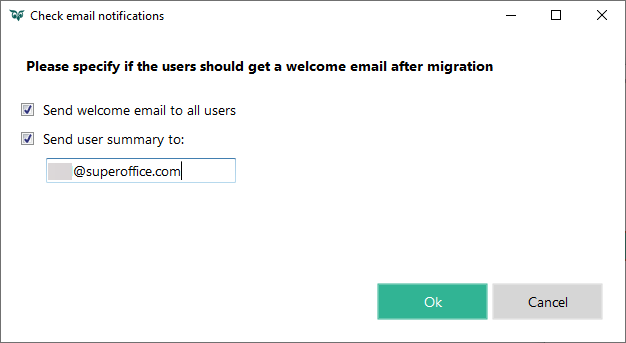 Check email notifications
Please specify if the users should get a welcome email after migration
Send welcome email to all users
Send user summary to:
@superoffice.com
Ok
Cancel